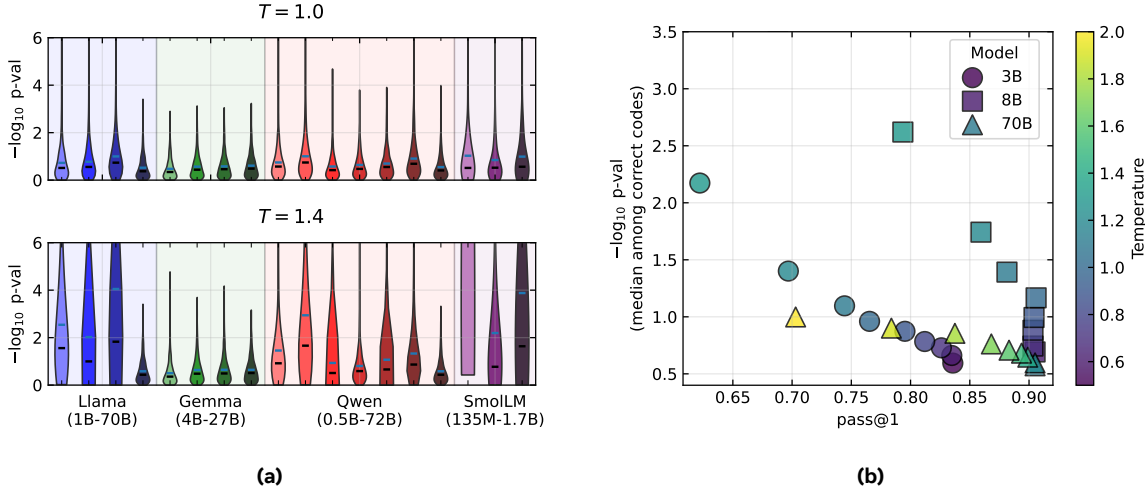 T = 1.0
−log10 p-val
6
4
2
0
T = 1.4
−log10 p-val
6
4
2
0
Llama
(1B-70B)
Gemma
(4B-27B)
Qwen
(0.5B-72B)
SmolLM
(135M-1.7B)
(a)
−log10 p-val
(median among correct codes)
3.5
3.0
2.5
2.0
1.5
1.0
0.5
0.65
0.70
0.75
0.80
0.85
0.90
pass@1
Model
3B
8B
70B
2.0
1.8
1.6
1.4
1.2
1.0
0.8
0.6
Temperature
(b)